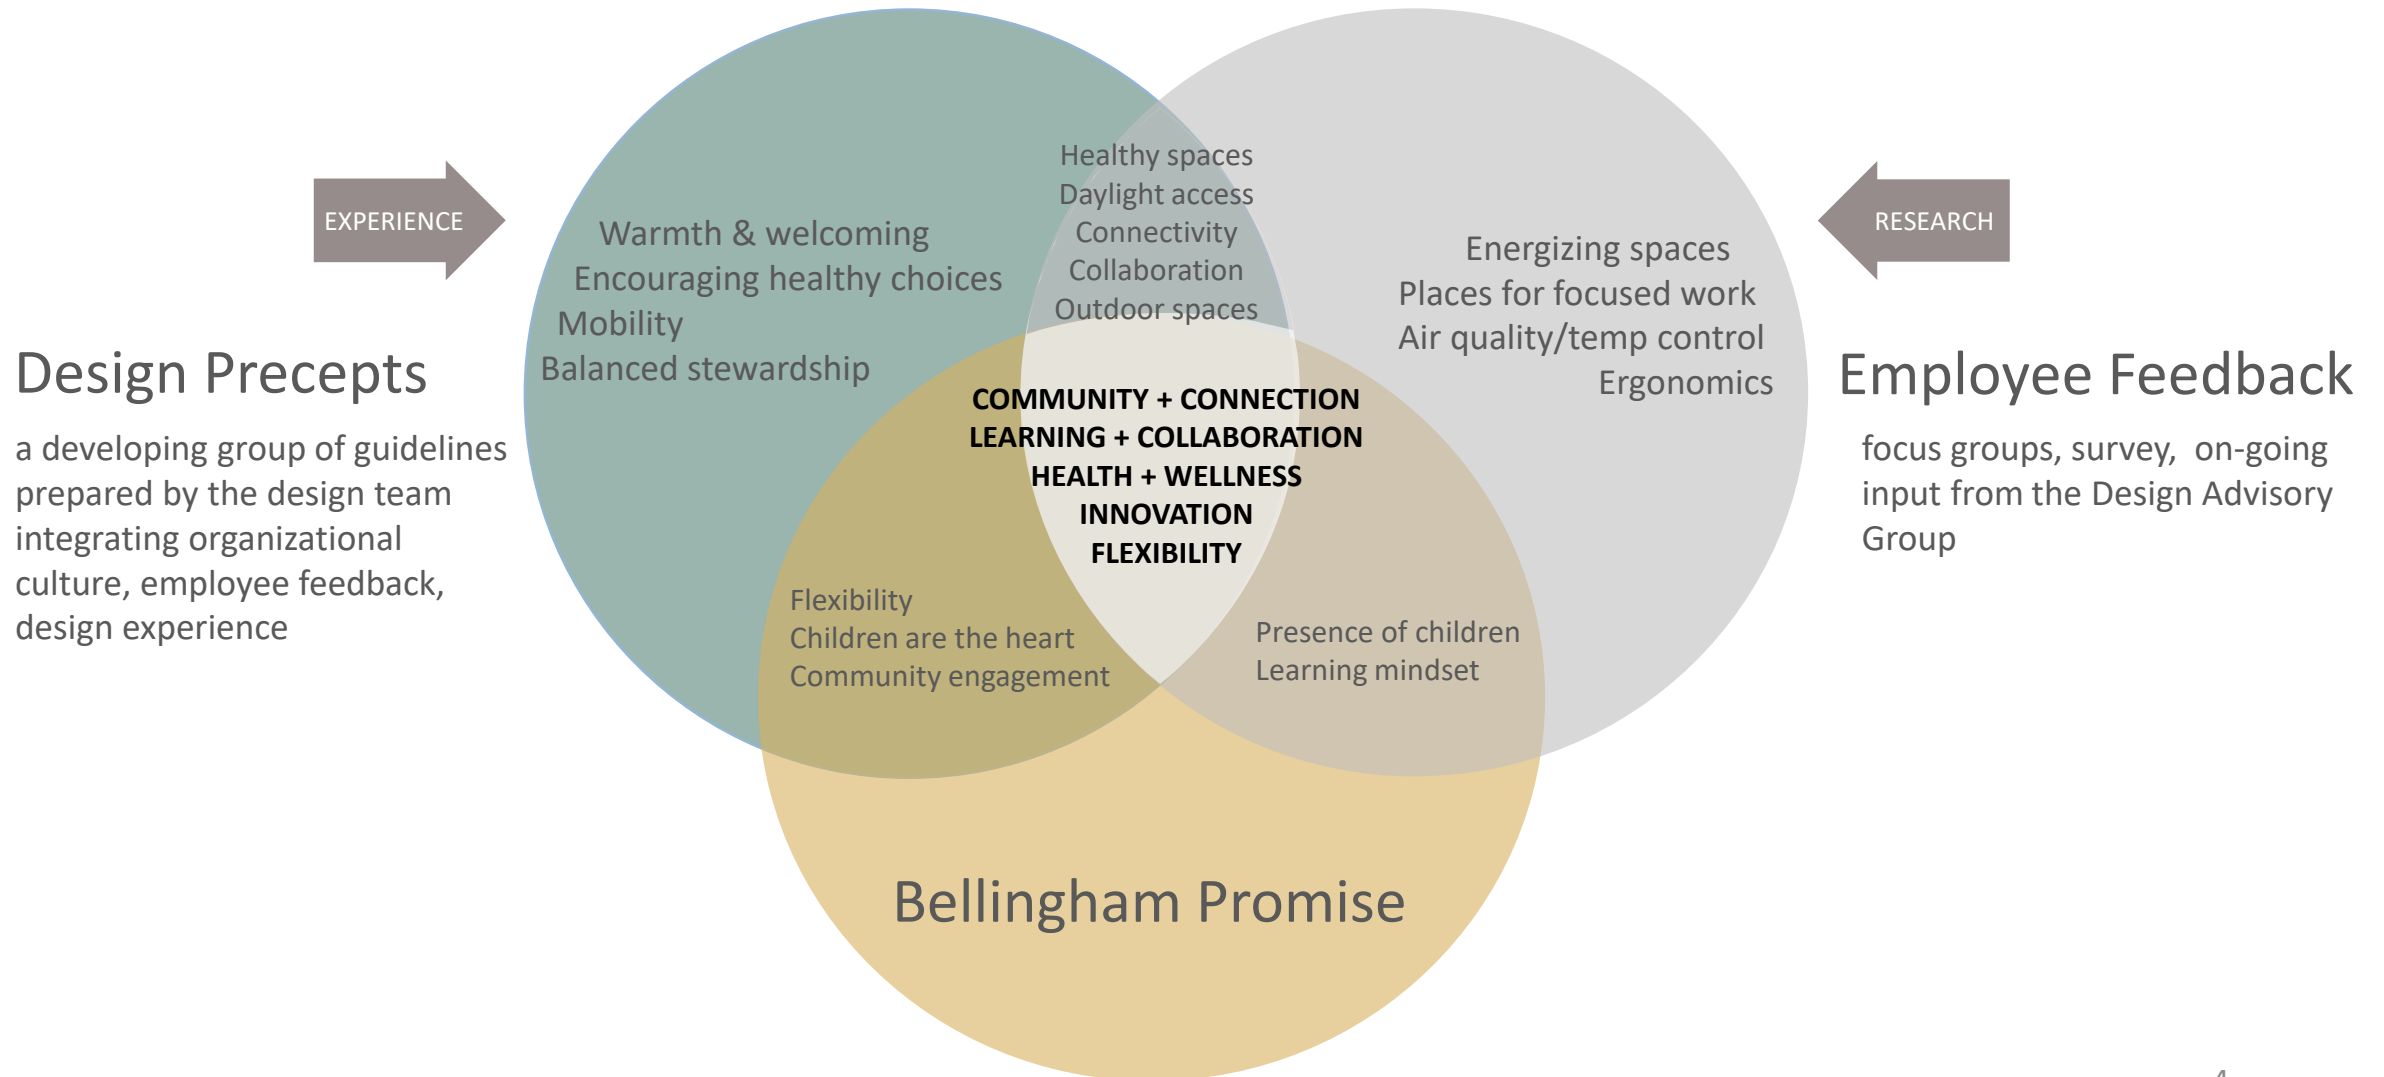 EXPERIENCE
Design Precepts
a developing group of guidelines
prepared by the design team
integrating organizational
culture, employee feedback,
design experience
Warmth & welcoming
Encouraging healthy choices
Mobility
Balanced stewardship
Healthy spaces
Daylight access
Connectivity
Collaboration
Outdoor spaces
Energizing spaces
Places for focused work
Air quality/temp control
Ergonomics
RESEARCH
Employee Feedback
focus groups, survey,  on-going
input from the Design Advisory
Group
COMMUNITY + CONNECTION
LEARNING + COLLABORATION
HEALTH + WELLNESS
INNOVATION
FLEXIBILITY
Flexibility
Children are the heart
Community engagement
Presence of children
Learning mindset
Bellingham Promise